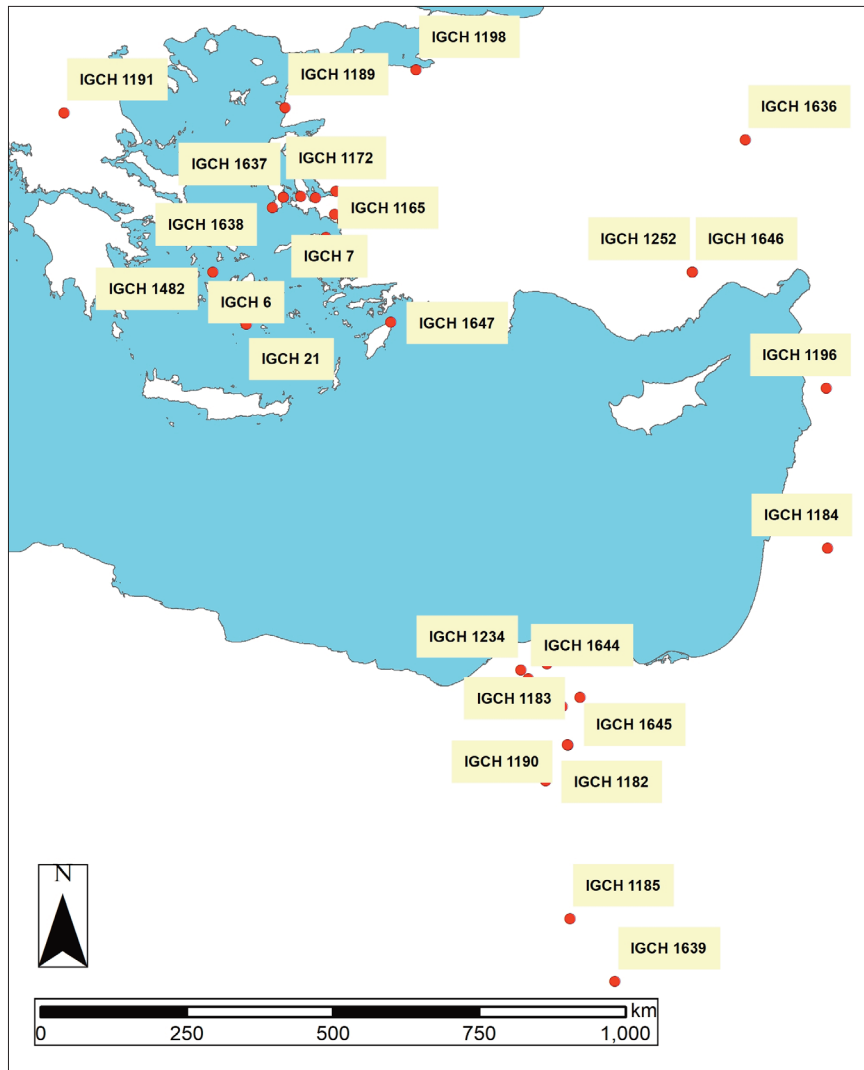 IGCH 1198
IGCH 1191
IGCH 1189
IGCH 1636
IGCH 1637
IGCH 1172
IGCH 1165
IGCH 1638
IGCH 1252
IGCH 1646
IGCH 7
IGCH 1482
IGCH 6
IGCH 1647
IGCH 21
IGCH 1196
IGCH 1184
IGCH 1234
IGCH 1644
IGCH 1183
IGCH 1645
IGCH 1190
IGCH 1182
N
IGCH 1185
IGCH 1639
km
0 250 500 750 1,000